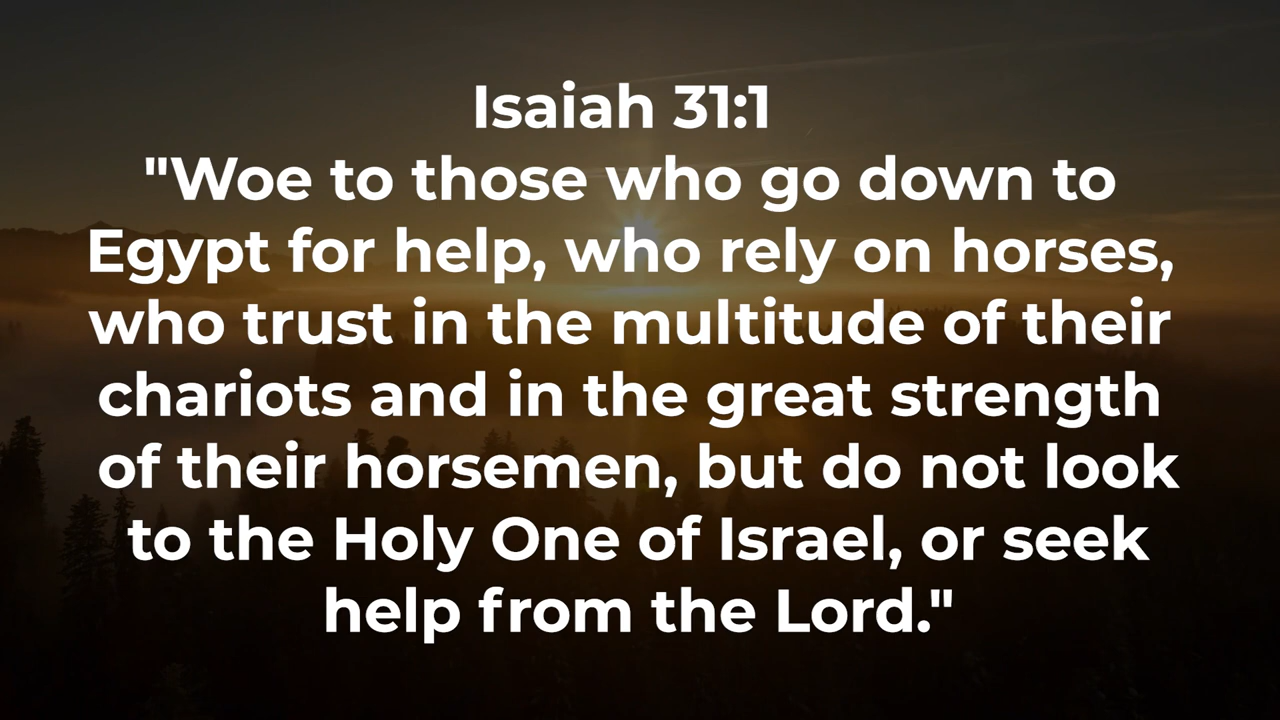 Isaiah 31:1
"Woe to those who go down to
Egypt for help, who rely on horses,
who trust in the multitude of their
chariots and in the great strength
of their horsemen, but do not look
to the Holy One of Israel, or seek
help from the Lord."